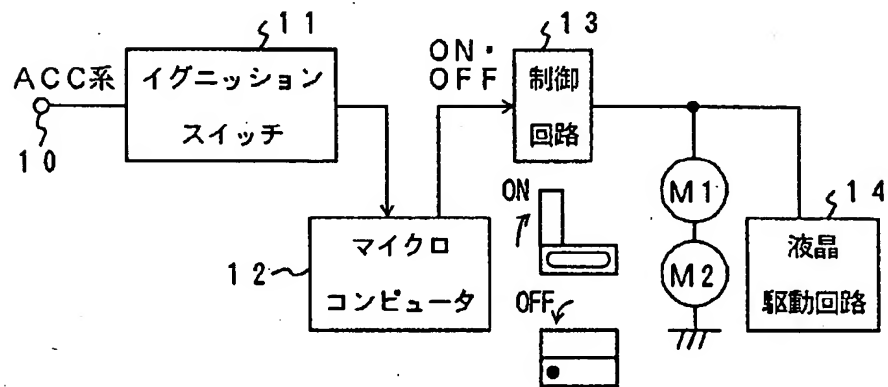 11
ACC系
10
イグニッション
スイッチ
ON・
OFF
13
制御
回路
12
マイクロ
コンピュータ
ON
OFF
M1
M2
14
液晶
駆動回路